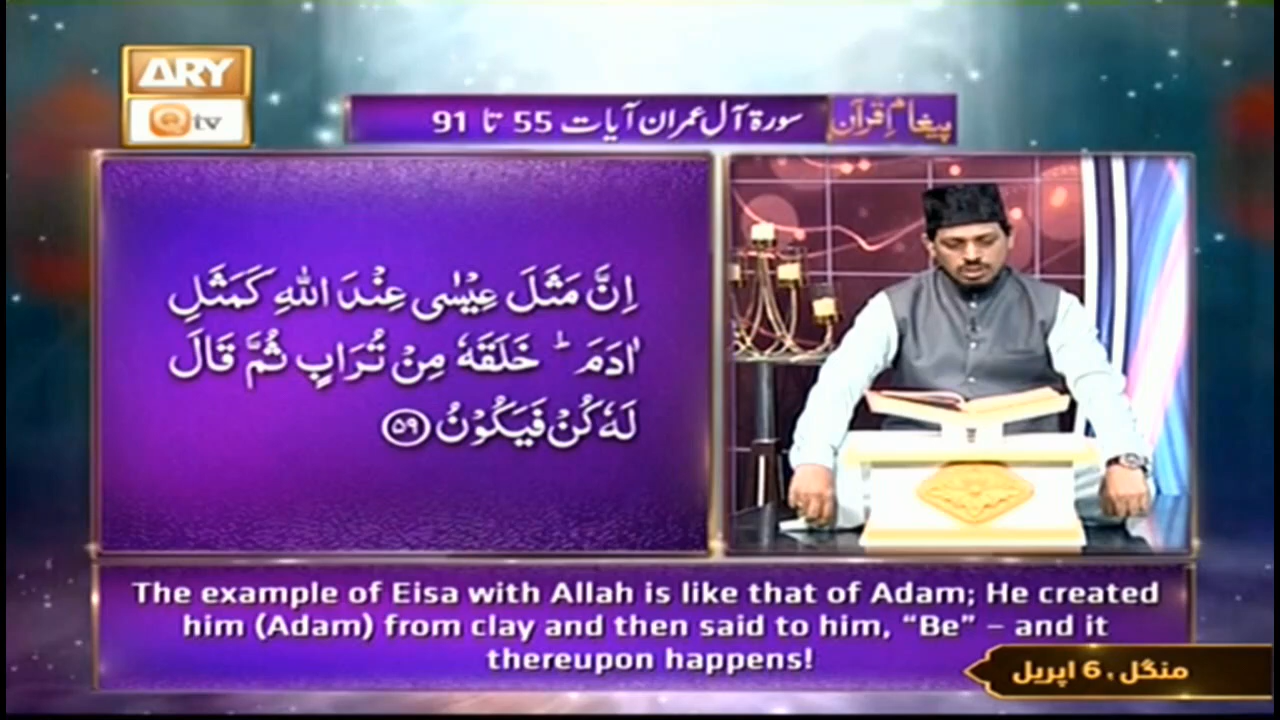 ARY
Qtv
پیغام قرآن
سورۃ آل عمران آیات 55 تا 91
اِنَّ مَثَلَ عِیۡسٰی عِنۡدَ اللّٰہِ کَمَثَلِ
اٰدَمَ ؕ خَلَقَہٗ مِنۡ تُرَابٍ ثُمَّ قَالَ
لَہٗ کُنۡ فَیَکُوۡنُ ﴿۵۹﴾
The example of Eisa with Allah is like that of Adam; He created
him (Adam) from clay and then said to him, “Be” – and it
thereupon happens!
منگل ، 6 اپریل